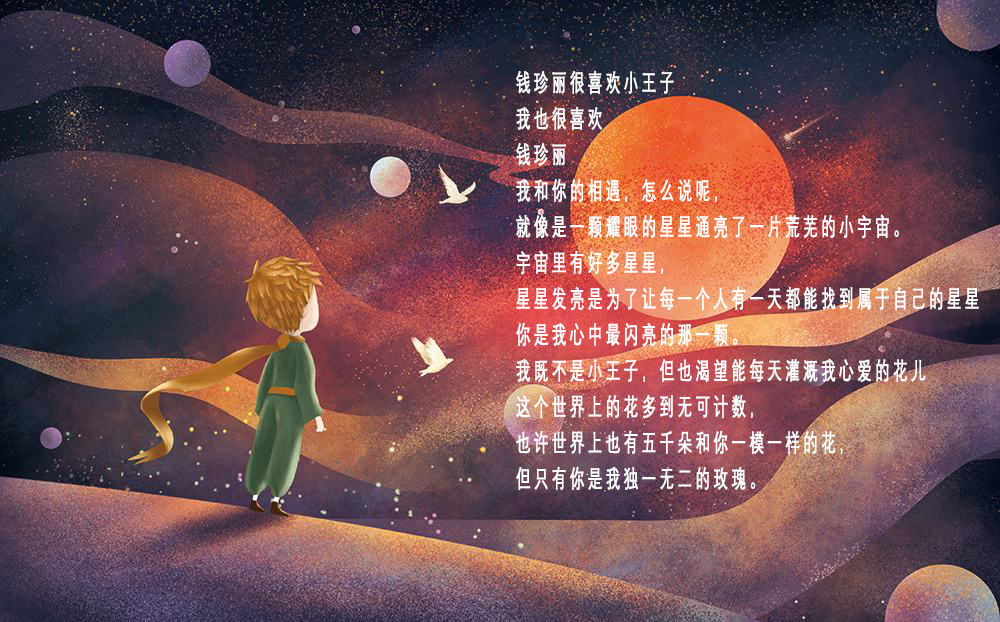 钱珍丽很喜欢小王子
我也很喜欢
钱珍丽
我和你的相遇，怎么说呢，
就像是一颗耀眼的星星通亮了一片荒芜的小宇宙。
宇宙里有好多星星，
星星发亮是为了让每一个人有一天都能找到属于自己的星星
你是我心中最闪亮的那一颗。
我既不是小王子，但也渴望能每天灌溉我心爱的花儿
这个世界上的花多到无可计数，
也许世界上也有五千朵和你一模一样的花，
但只有你是我独一无二的玫瑰。